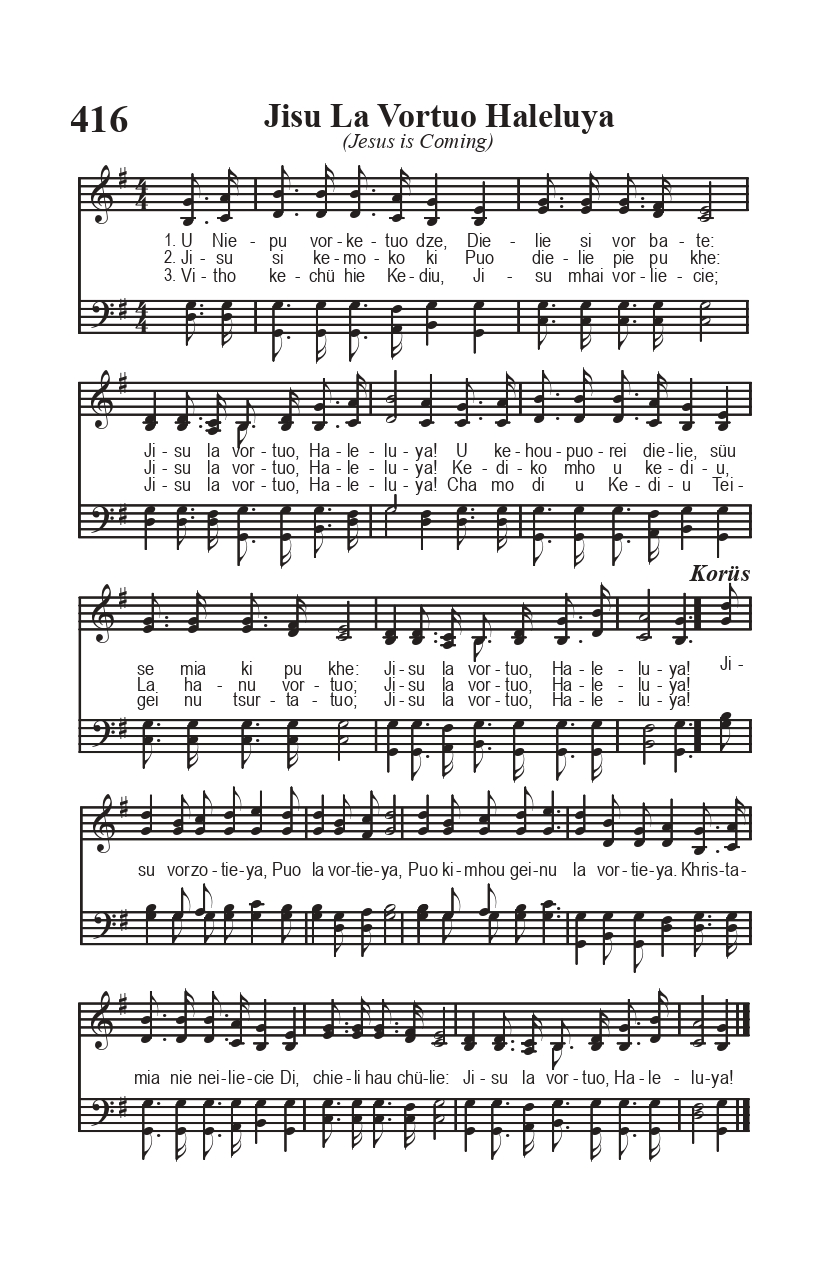 416
Jisu La Vortuo Haleluya
(Jesus is Coming)
1. U Nie - pu vor - ke - tuo dze, Die - lie si vor ba - te:
2. Ji - su si ke - mo - ko ki Puo die - lie pie pu khe:
3. Vi - tho ke - chü hie Ke - diu, Ji - su mhai vor - lie - cie;
Ji - su la vor - tuo, Ha - le - lu - ya! U ke - hou - puo - rei die - lie, süu
Ji - su la vor - tuo, Ha - le - lu - ya! Ke - di - ko mho u ke - di - u,
Ji - su la vor - tuo, Ha - le - lu - ya! Cha mo di u Ke - di - u Tei -
Korüs
se mia ki pu khe: Ji - su la vor - tuo, Ha - le - lu - ya! Ji -
La ha - nu vor - tuo; Ji - su la vor - tuo, Ha - le - lu - ya!
gei nu tsur - ta - tuo; Ji - su la vor - tuo, Ha - le - lu - ya!
su vorzo - tie - ya, Puo la vor - tie - ya, Puo ki - mhou gei - nu la vor - tie - ya. Khris - ta -
mia nie nei - lie - cie Di, chie - li hau chü - lie: Ji - su la vor - tuo, Ha - le - lu - ya!